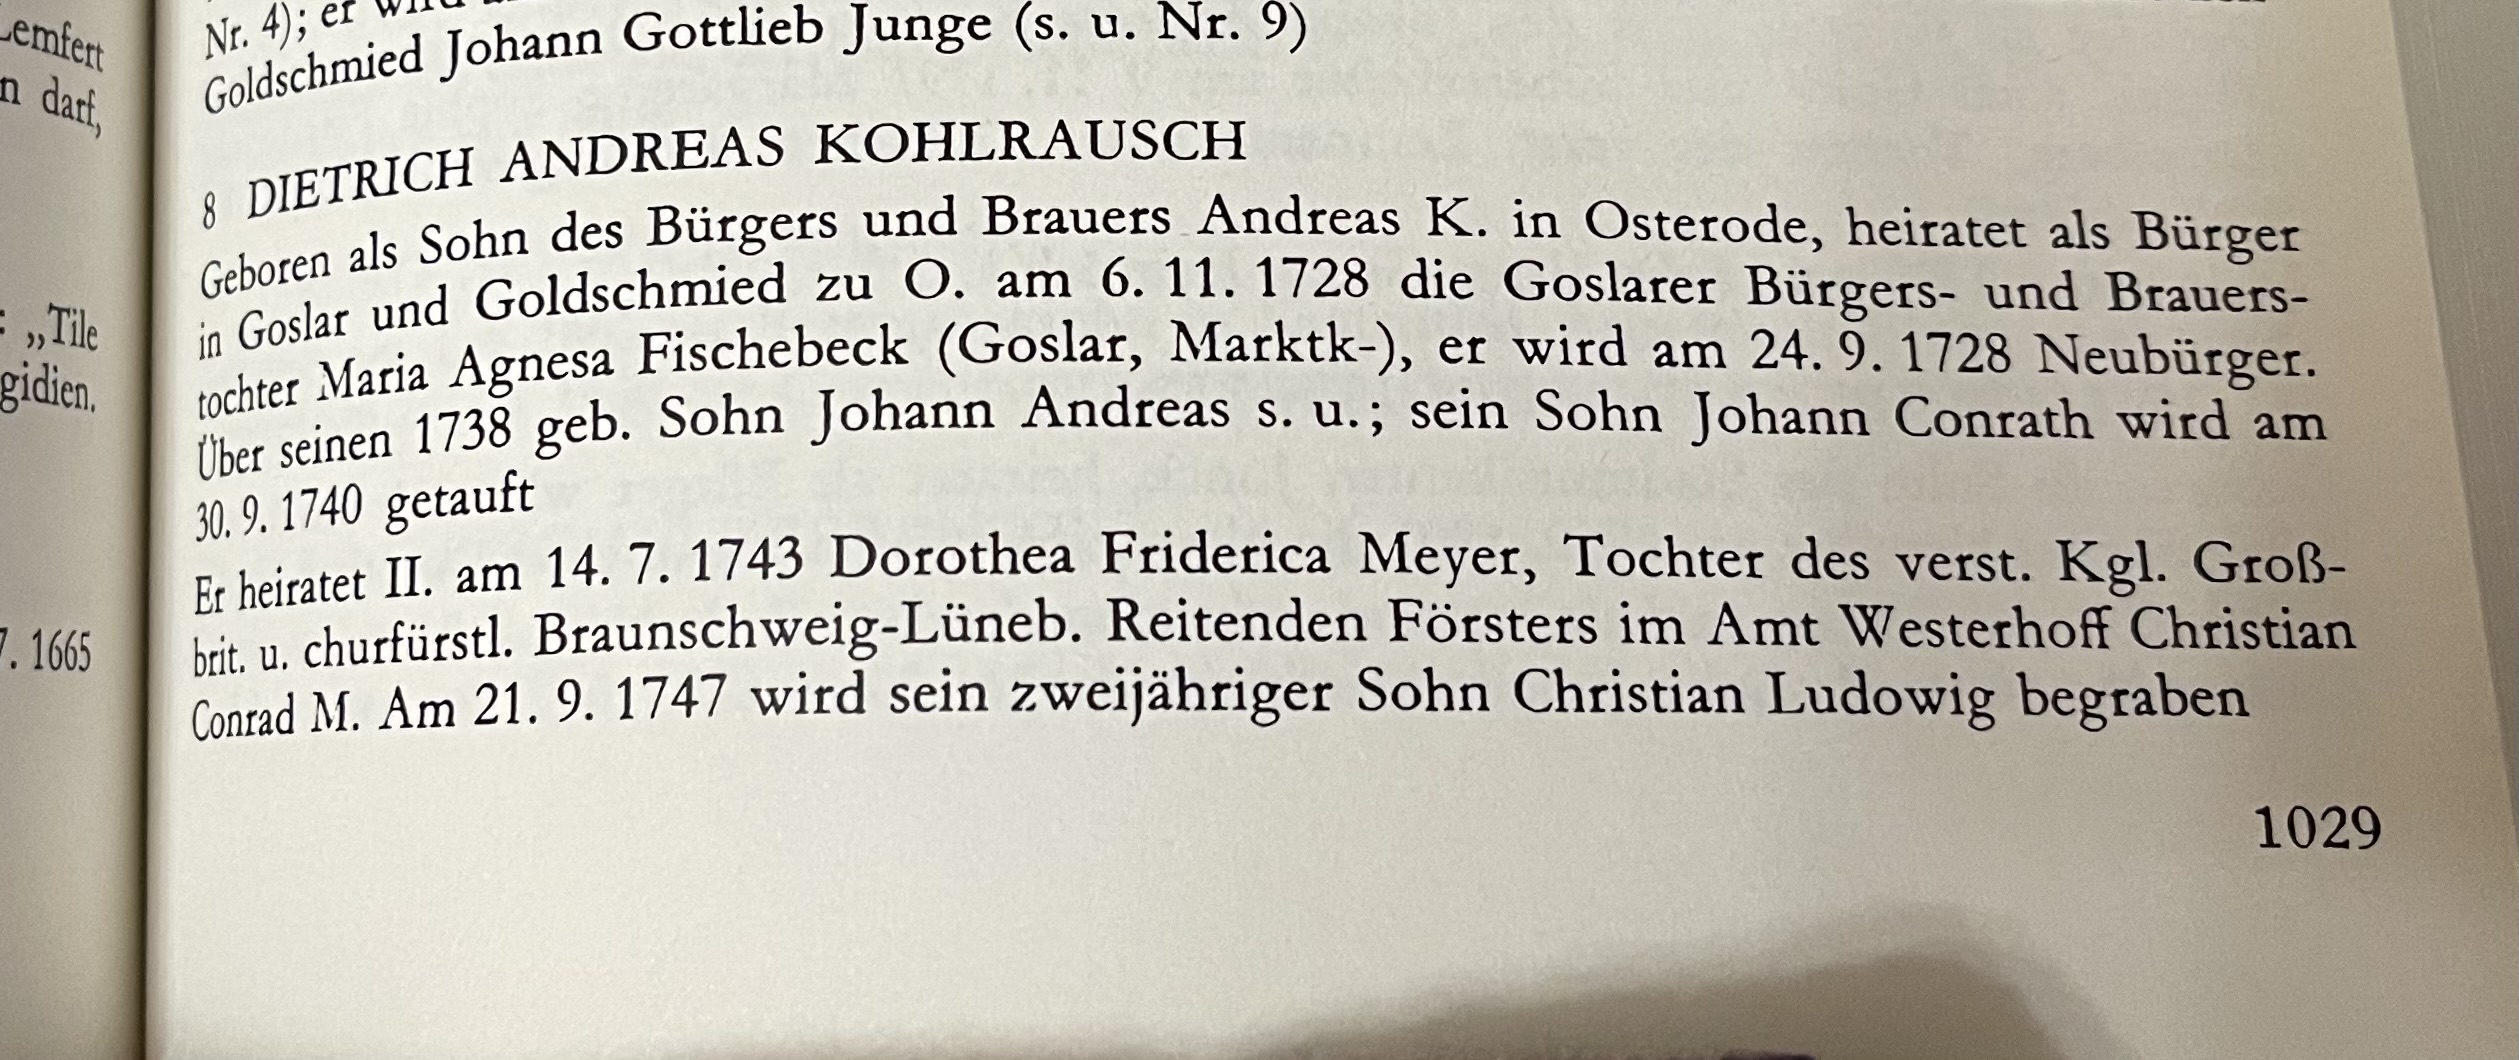 Lemfert
n darf,
: „Tile
gidien.
7. 1665
Nr. 4); er wird
Goldschmied Johann Gottlieb Junge (s. u. Nr. 9)
8 DIETRICH ANDREAS KOHLRAUSCH
Geboren als Sohn des Bürgers und Brauers Andreas K. in Osterode, heiratet als Bürger
in Goslar und Goldschmied zu O. am 6. 11. 1728 die Goslarer Bürgers- und Brauers-
tochter Maria Agnesa Fischebeck (Goslar, Marktk-), er wird am 24. 9. 1728 Neubürger.
Über seinen 1738 geb. Sohn Johann Andreas s. u.; sein Sohn Johann Conrath wird am
30. 9. 1740 getauft
Er heiratet II. am 14. 7. 1743 Dorothea Friderica Meyer, Tochter des verst. Kgl. Groß-
brit. u. churfürstl. Braunschweig-Lüneb. Reitenden Försters im Amt Westerhoff Christian
Conrad M. Am 21. 9. 1747 wird sein zweijähriger Sohn Christian Ludowig begraben
1029